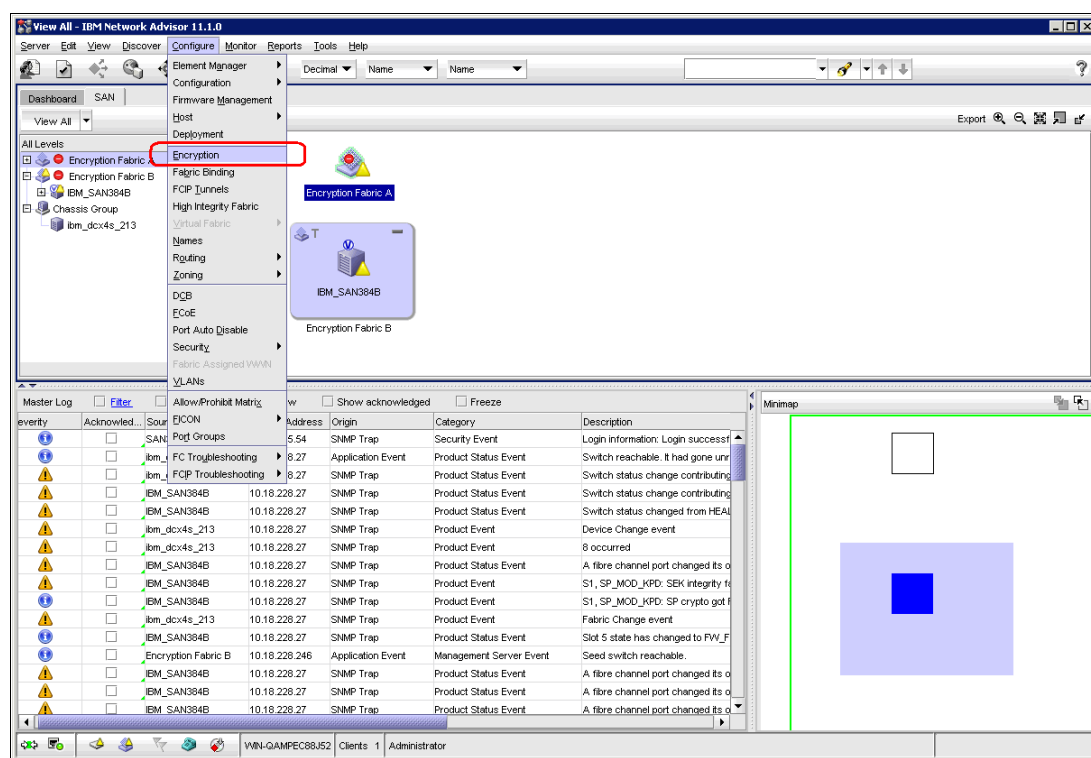 View All - IBM Network Advisor 11.1.0
Server Edit View Discover Configure Monitor Reports Tools Help
Decimal Name Name
Dashboard SAN
View All
Export
All Levels
Encryption Fabric A
Encryption Fabric B
IBM_SAN384B
Chassis Group
ibm_dcx4s_213
Element Manager
Configuration
Firmware Management
Host
Deployment
Encryption
Fabric Binding
FCIP Tunnels
High Integrity Fabric
Virtual Fabric
Names
Routing
Zoning
DCB
FCoE
Port Auto Disable
Security
Fabric Assigned WWN
VLANs
Allow/Prohibit Matrix
FICON
Port Groups
FC Troubleshooting
FCIP Troubleshooting
Encryption Fabric A
T
V
IBM_SAN384B
Encryption Fabric B
Master Log Filter w Show acknowledged Freeze
Minimap
everity Acknowled... Sour Address Origin Category Description
SAN 5.54 SNMP Trap Security Event Login information: Login successf
ibm_ 8.27 Application Event Product Status Event Switch reachable. It had gone unr
ibm_ 8.27 SNMP Trap Product Status Event Switch status change contributing
IBM_SAN384B 10.18.228.27 SNMP Trap Product Status Event Switch status change contributing
IBM_SAN384B 10.18.228.27 SNMP Trap Product Status Event Switch status changed from HEAL
ibm_dcx4s_213 10.18.228.27 SNMP Trap Product Event Device Change event
ibm_dcx4s_213 10.18.228.27 SNMP Trap Product Event 8 occurred
IBM_SAN384B 10.18.228.27 SNMP Trap Product Status Event A fibre channel port changed its o
IBM_SAN384B 10.18.228.27 SNMP Trap Product Event S1, SP_MOD_KPD: SEK integrity fa
IBM_SAN384B 10.18.228.27 SNMP Trap Product Event S1, SP_MOD_KPD: SP crypto got
ibm_dcx4s_213 10.18.228.27 SNMP Trap Product Event Fabric Change event
IBM_SAN384B 10.18.228.27 SNMP Trap Product Status Event Slot 5 state has changed to FW_F
Encryption Fabric B 10.18.228.246 Application Event Management Server Event Seed switch reachable.
IBM_SAN384B 10.18.228.27 SNMP Trap Product Status Event A fibre channel port changed its o
IBM_SAN384B 10.18.228.27 SNMP Trap Product Status Event A fibre channel port changed its o
IBM_SAN384B 10.18.228.27 SNMP Trap Product Status Event A fibre channel port changed its o
WIN-QAMPEC88J52 Clients 1 Administrator